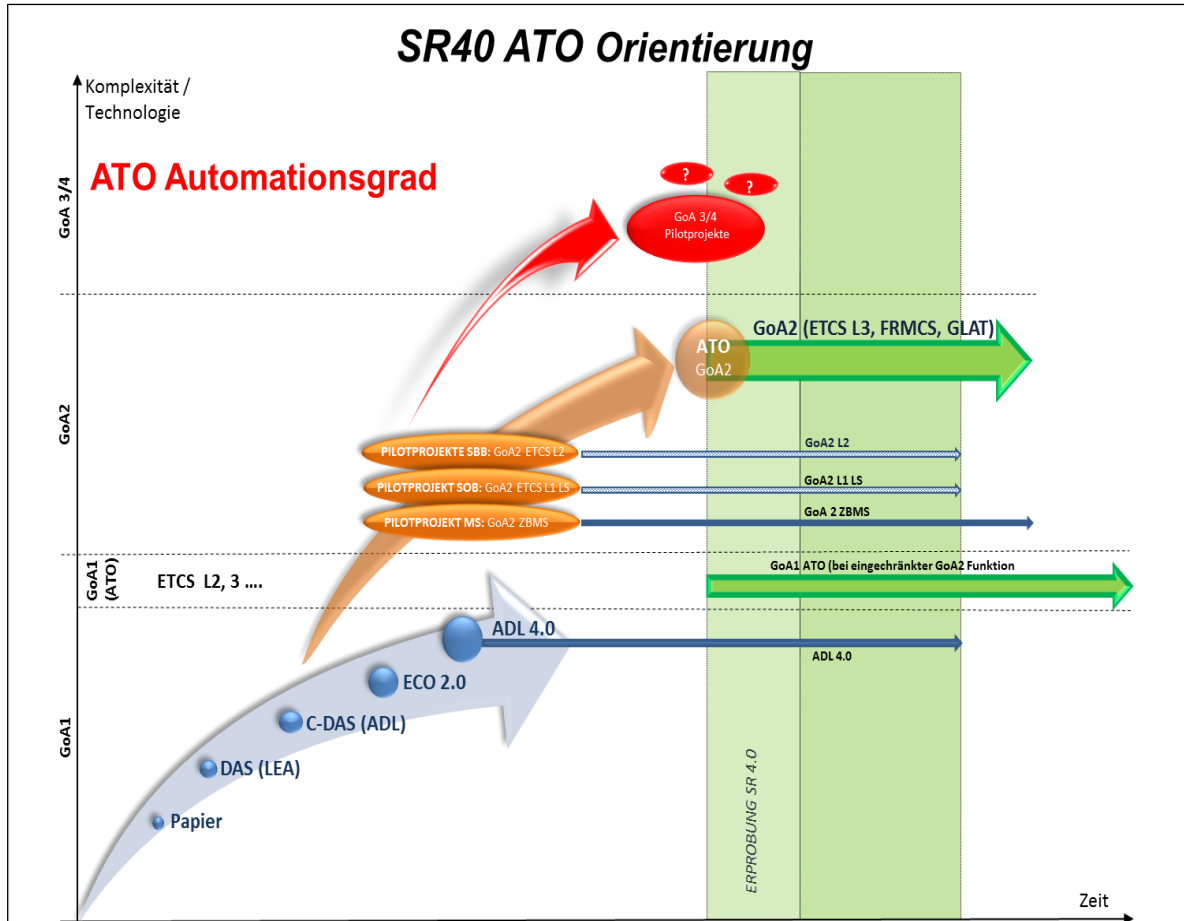 SR40 ATO Orientierung
Komplexität /
Technologie
ATO Automationsgrad
GoA 3/4
?
?
GoA 3/4
Pilotprojekte
GoA2
GoA2 (ETCS L3, FRMCS, GLAT)
ATO
GoA2
PILOTPROJEKTE SBB: GoA2 ETCS L2
GoA2 L2
PILOTPROJEKT SOB: GoA2 ETCS L1 LS
GoA2 L1 LS
PILOTPROJEKT MS: GoA2 ZBMS
GoA 2 ZBMS
GoA1
(ATO)
ETCS L2, 3 ....
GoA1 ATO (bei eingeschränkter GoA2 Funktion
GoA1
ADL 4.0
ADL 4.0
ECO 2.0
C-DAS (ADL)
DAS (LEA)
Papier
ERPROBUNG SR 4.0
Zeit